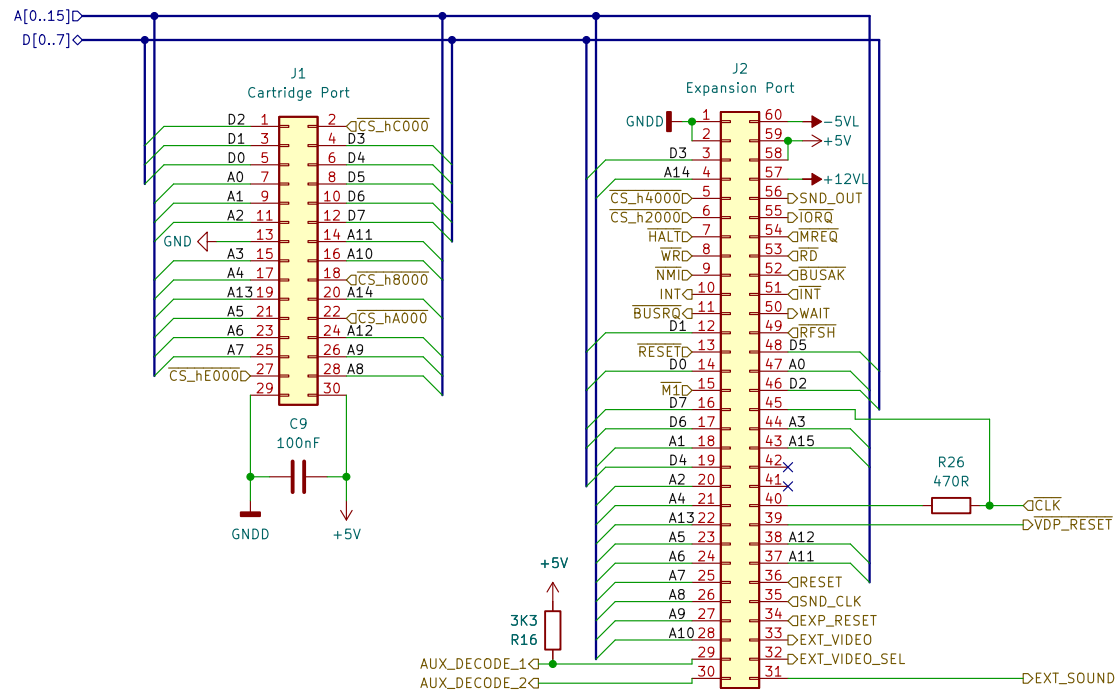 A[0..15]
D[0..7]
J1
Cartridge Port
D2 1 2 CS_hC000
D1 3 4 D3
D0 5 6 D4
A0 7 8 D5
A1 9 10 D6
A2 11 12 D7
GND 13 14 A11
A3 15 16 A10
A4 17 18 CS_h8000
A13 19 20 A14
A5 21 22 CS_hA000
A6 23 24 A12
A7 25 26 A9
CS_hE000 27 28 A8
29 30
C9
100nF
GNDD
+5V
J2
Expansion Port
GNDD 1 60 -5VL
2 59 +5V
D3 3 58
A14 4 57 +12VL
CS_h4000 5 56 SND_OUT
CS_h2000 6 55 IORQ
HALT 7 54 MREQ
WR 8 53 RD
NMI 9 52 BUSAK
INT 10 51 INT
BUSRQ 11 50 WAIT
D1 12 49 RFSH
RESET 13 48 D5
D0 14 47 A0
M1 15 46 D2
D7 16 45
D6 17 44 A3
A1 18 43 A15
D4 19 42
A2 20 41
A4 21 40
A13 22 39 VDP_RESET
A5 23 38 A12
A6 24 37 A11
A7 25 36 RESET
A8 26 35 SND_CLK
A9 27 34 EXP_RESET
A10 28 33 EXT_VIDEO
29 32 EXT_VIDEO_SEL
30 31 EXT_SOUND
R26
470R
CLK
+5V
3K3
R16
AUX_DECODE_1
AUX_DECODE_2